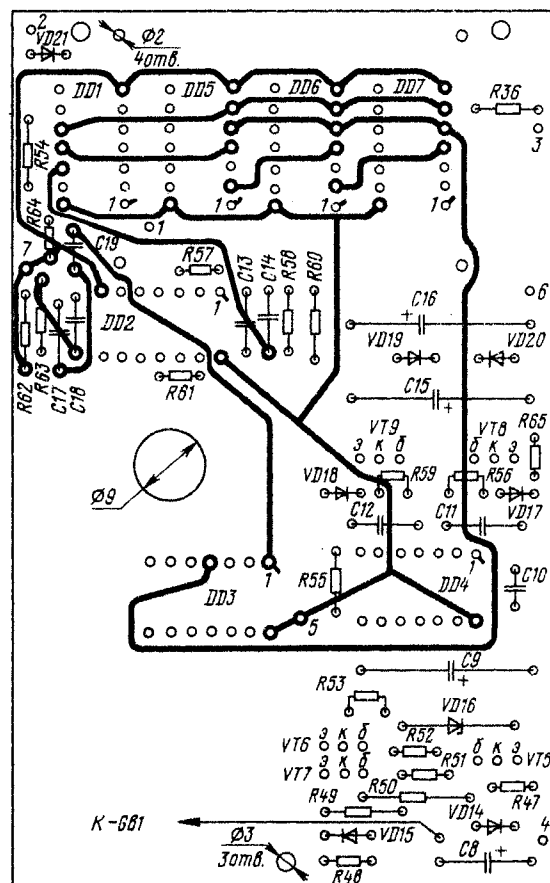 2
VD21
Ø2
4отв.
DD1
DD5
DD6
DD7
R36
R54
3
1
1
1
1
R64
1
7
C19
R57
C13
C14
R58
R60
1
6
DD2
C16
+
VD19
VD20
R62
R63
C17
C18
R61
C15
+
VT9
э к б
VT8
б к э
R65
Ø9
VD18
R59
R56
VD17
C12
C11
1
DD3
R55
1
DD4
C10
5
C9
+
R53
VD16
VT6
э к б
R52
б к э
VT5
VT7
э к б
R51
R50
R47
R49
К-GB1
VD14
4
Ø3
3отв.
VD15
R48
C8
+